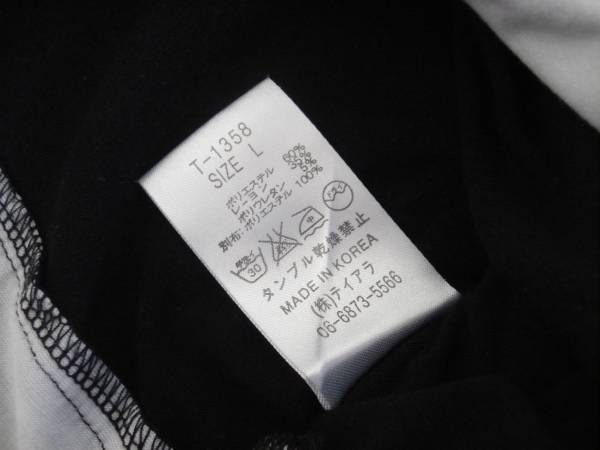 T-1358
SIZE L
ポリエステル 60%
レーヨン 35%
ポリウレタン 5%
別布:ポリエステル 100%
30 中
タンブル乾燥禁止
MADE IN KOREA
(株)ティアラ
06-6873-5566